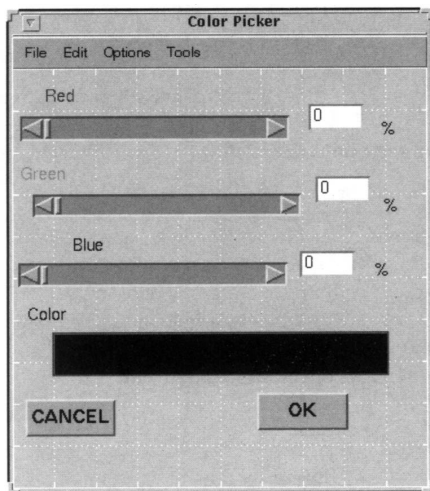 Color Picker
File Edit Options Tools
Red
0 %
Green
0 %
Blue
0 %
Color
CANCEL OK